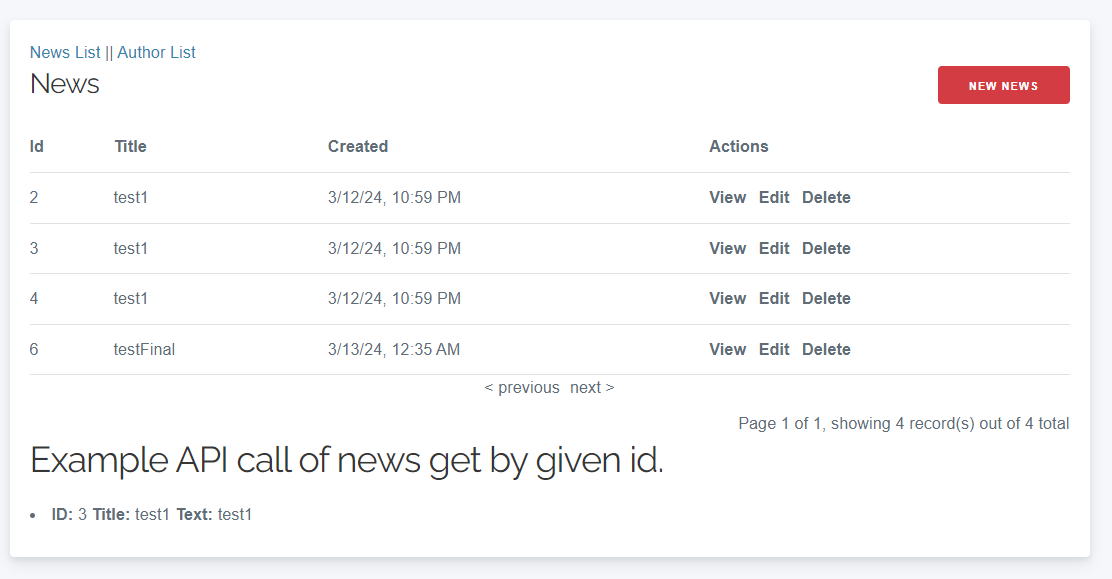 News List || Author List
News
NEW NEWS
Id Title Created Actions
2 test1 3/12/24, 10:59 PM View Edit Delete
3 test1 3/12/24, 10:59 PM View Edit Delete
4 test1 3/12/24, 10:59 PM View Edit Delete
6 testFinal 3/13/24, 12:35 AM View Edit Delete
< previous next >
Page 1 of 1, showing 4 record(s) out of 4 total
Example API call of news get by given id.
• ID: 3 Title: test1 Text: test1